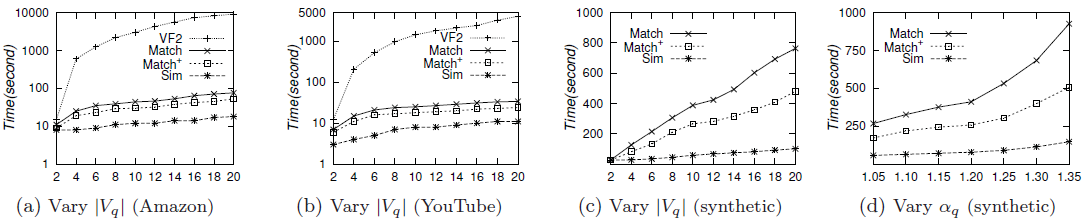 10000
1000
100
10
1
Time(second)
VF2
Match
Match+
Sim
2 4 6 8 10 12 14 16 18 20
(a) Vary |Vq| (Amazon)
5000
1000
100
10
1
Time(second)
VF2
Match
Match+
Sim
2 4 6 8 10 12 14 16 18 20
(b) Vary |Vq| (YouTube)
1000
800
600
400
200
Time(second)
Match
Match+
Sim
2 4 6 8 10 12 14 16 18 20
(c) Vary |Vq| (synthetic)
1000
750
500
250
Time(second)
Match
Match+
Sim
1.05 1.10 1.15 1.20 1.25 1.30 1.35
(d) Vary αq (synthetic)